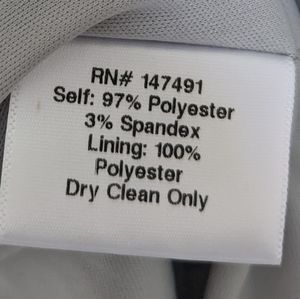 RN# 147491
Self: 97% Polyester
3% Spandex
Lining: 100%
Polyester
Dry Clean Only